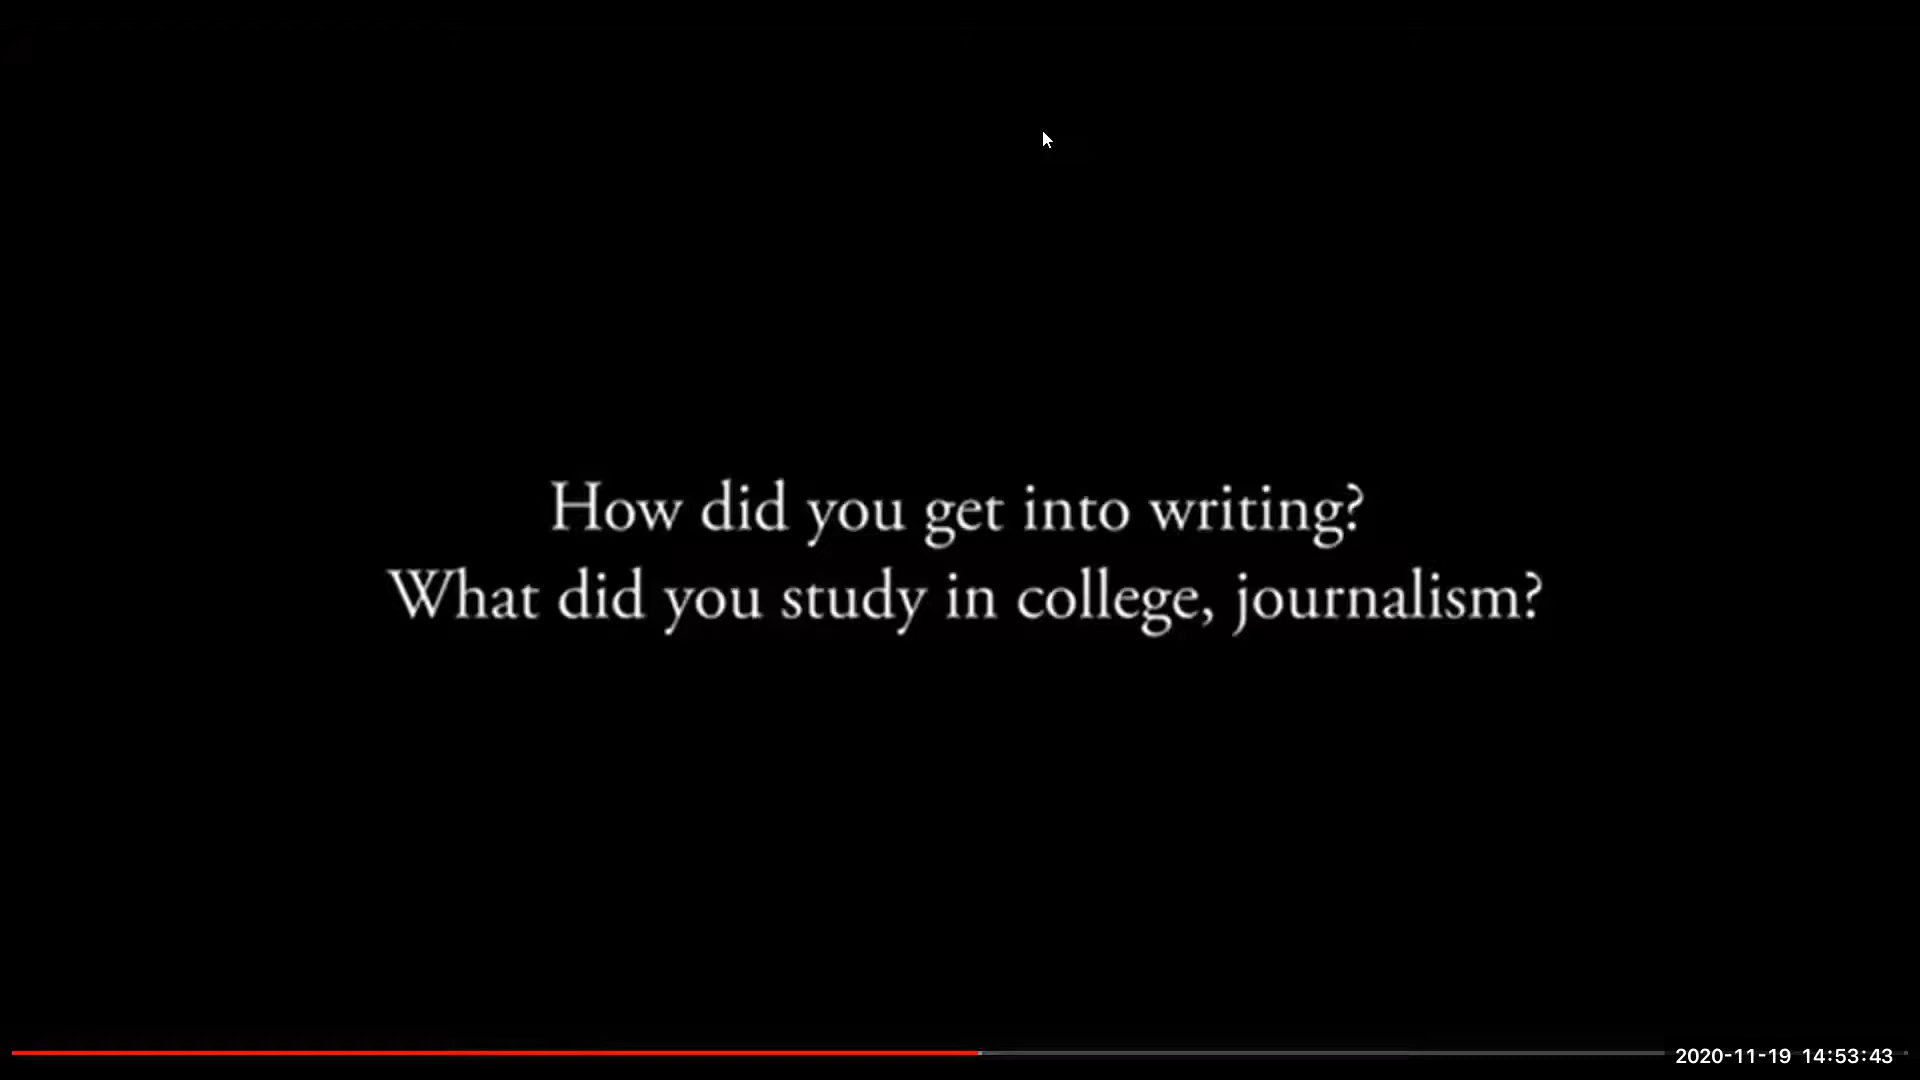 How did you get into writing?
What did you study in college, journalism?
2020-11-19 14:53:43